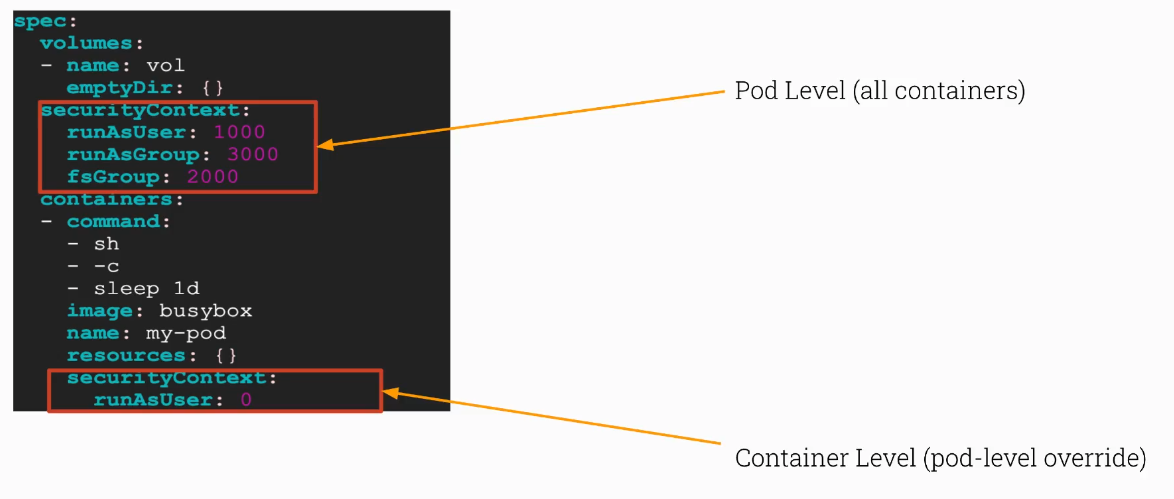 spec:
  volumes:
  - name: vol
    emptyDir: {}
  securityContext:
    runAsUser: 1000
    runAsGroup: 3000
    fsGroup: 2000
  containers:
  - command:
    - sh
    - -c
    - sleep 1d
    image: busybox
    name: my-pod
    resources: {}
    securityContext:
      runAsUser: 0
Pod Level (all containers)
Container Level (pod-level override)